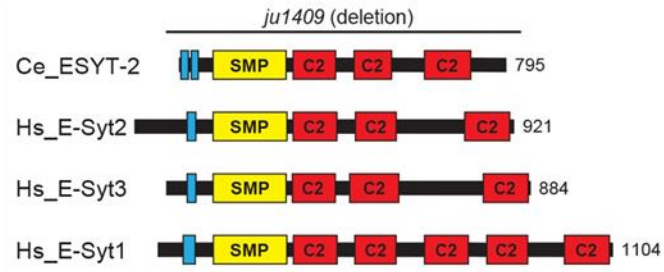 ju1409 (deletion)
Ce_ESYT-2 SMP C2 C2 C2 795
Hs_E-Syt2 SMP C2 C2 C2 921
Hs_E-Syt3 SMP C2 C2 C2 884
Hs_E-Syt1 SMP C2 C2 C2 C2 C2 1104